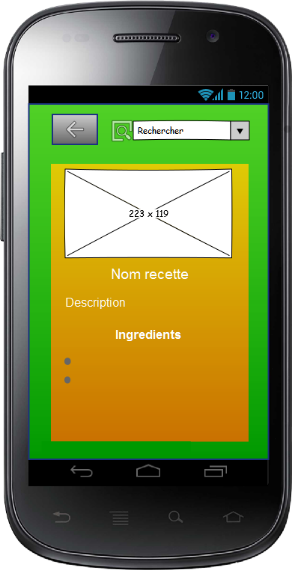 12:00
Rechercher
223 x 119
Nom recette
Description
Ingredients